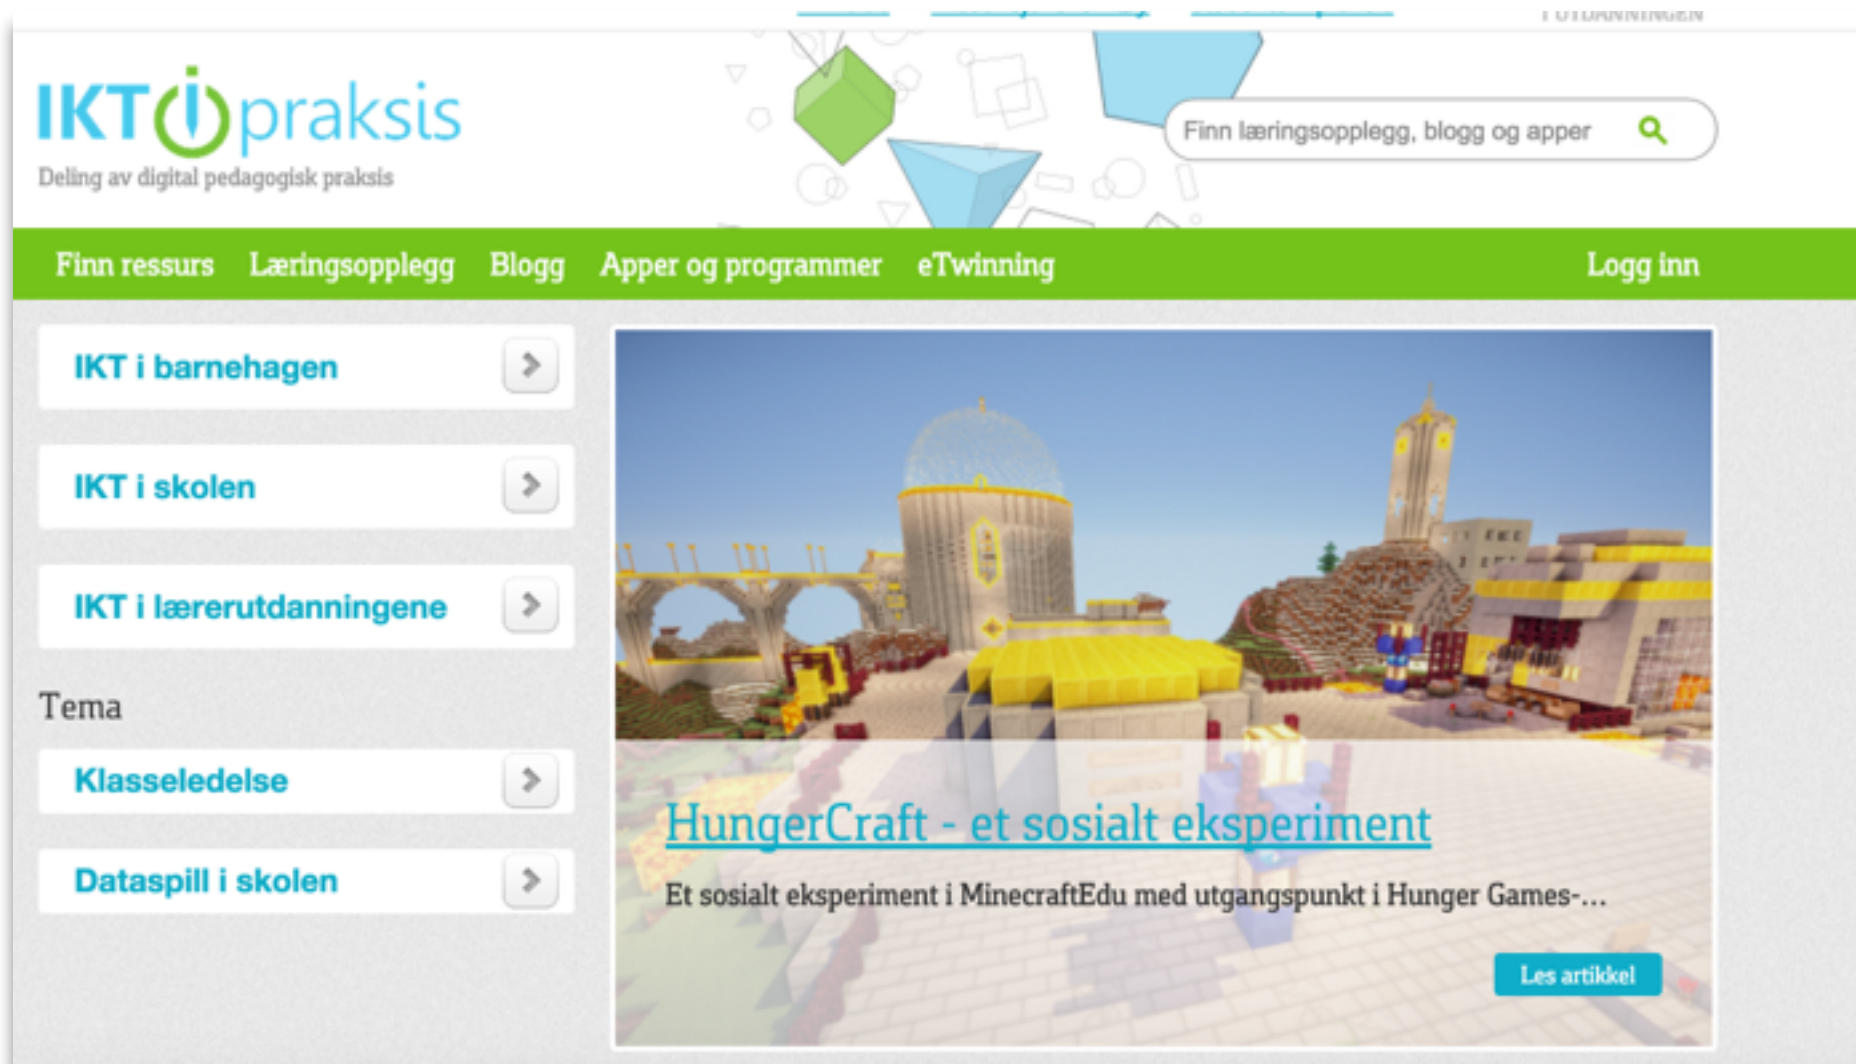 I UTDANNINGEN
IKT i praksis
Deling av digital pedagogisk praksis
Finn læringsopplegg, blogg og apper
Finn ressurs Læringsopplegg Blogg Apper og programmer eTwinning Logg inn
IKT i barnehagen
IKT i skolen
IKT i lærerutdanningene
Tema
Klasseledelse
Dataspill i skolen
HungerCraft - et sosialt eksperiment
Et sosialt eksperiment i MinecraftEdu med utgangspunkt i Hunger Games-...
Les artikkel